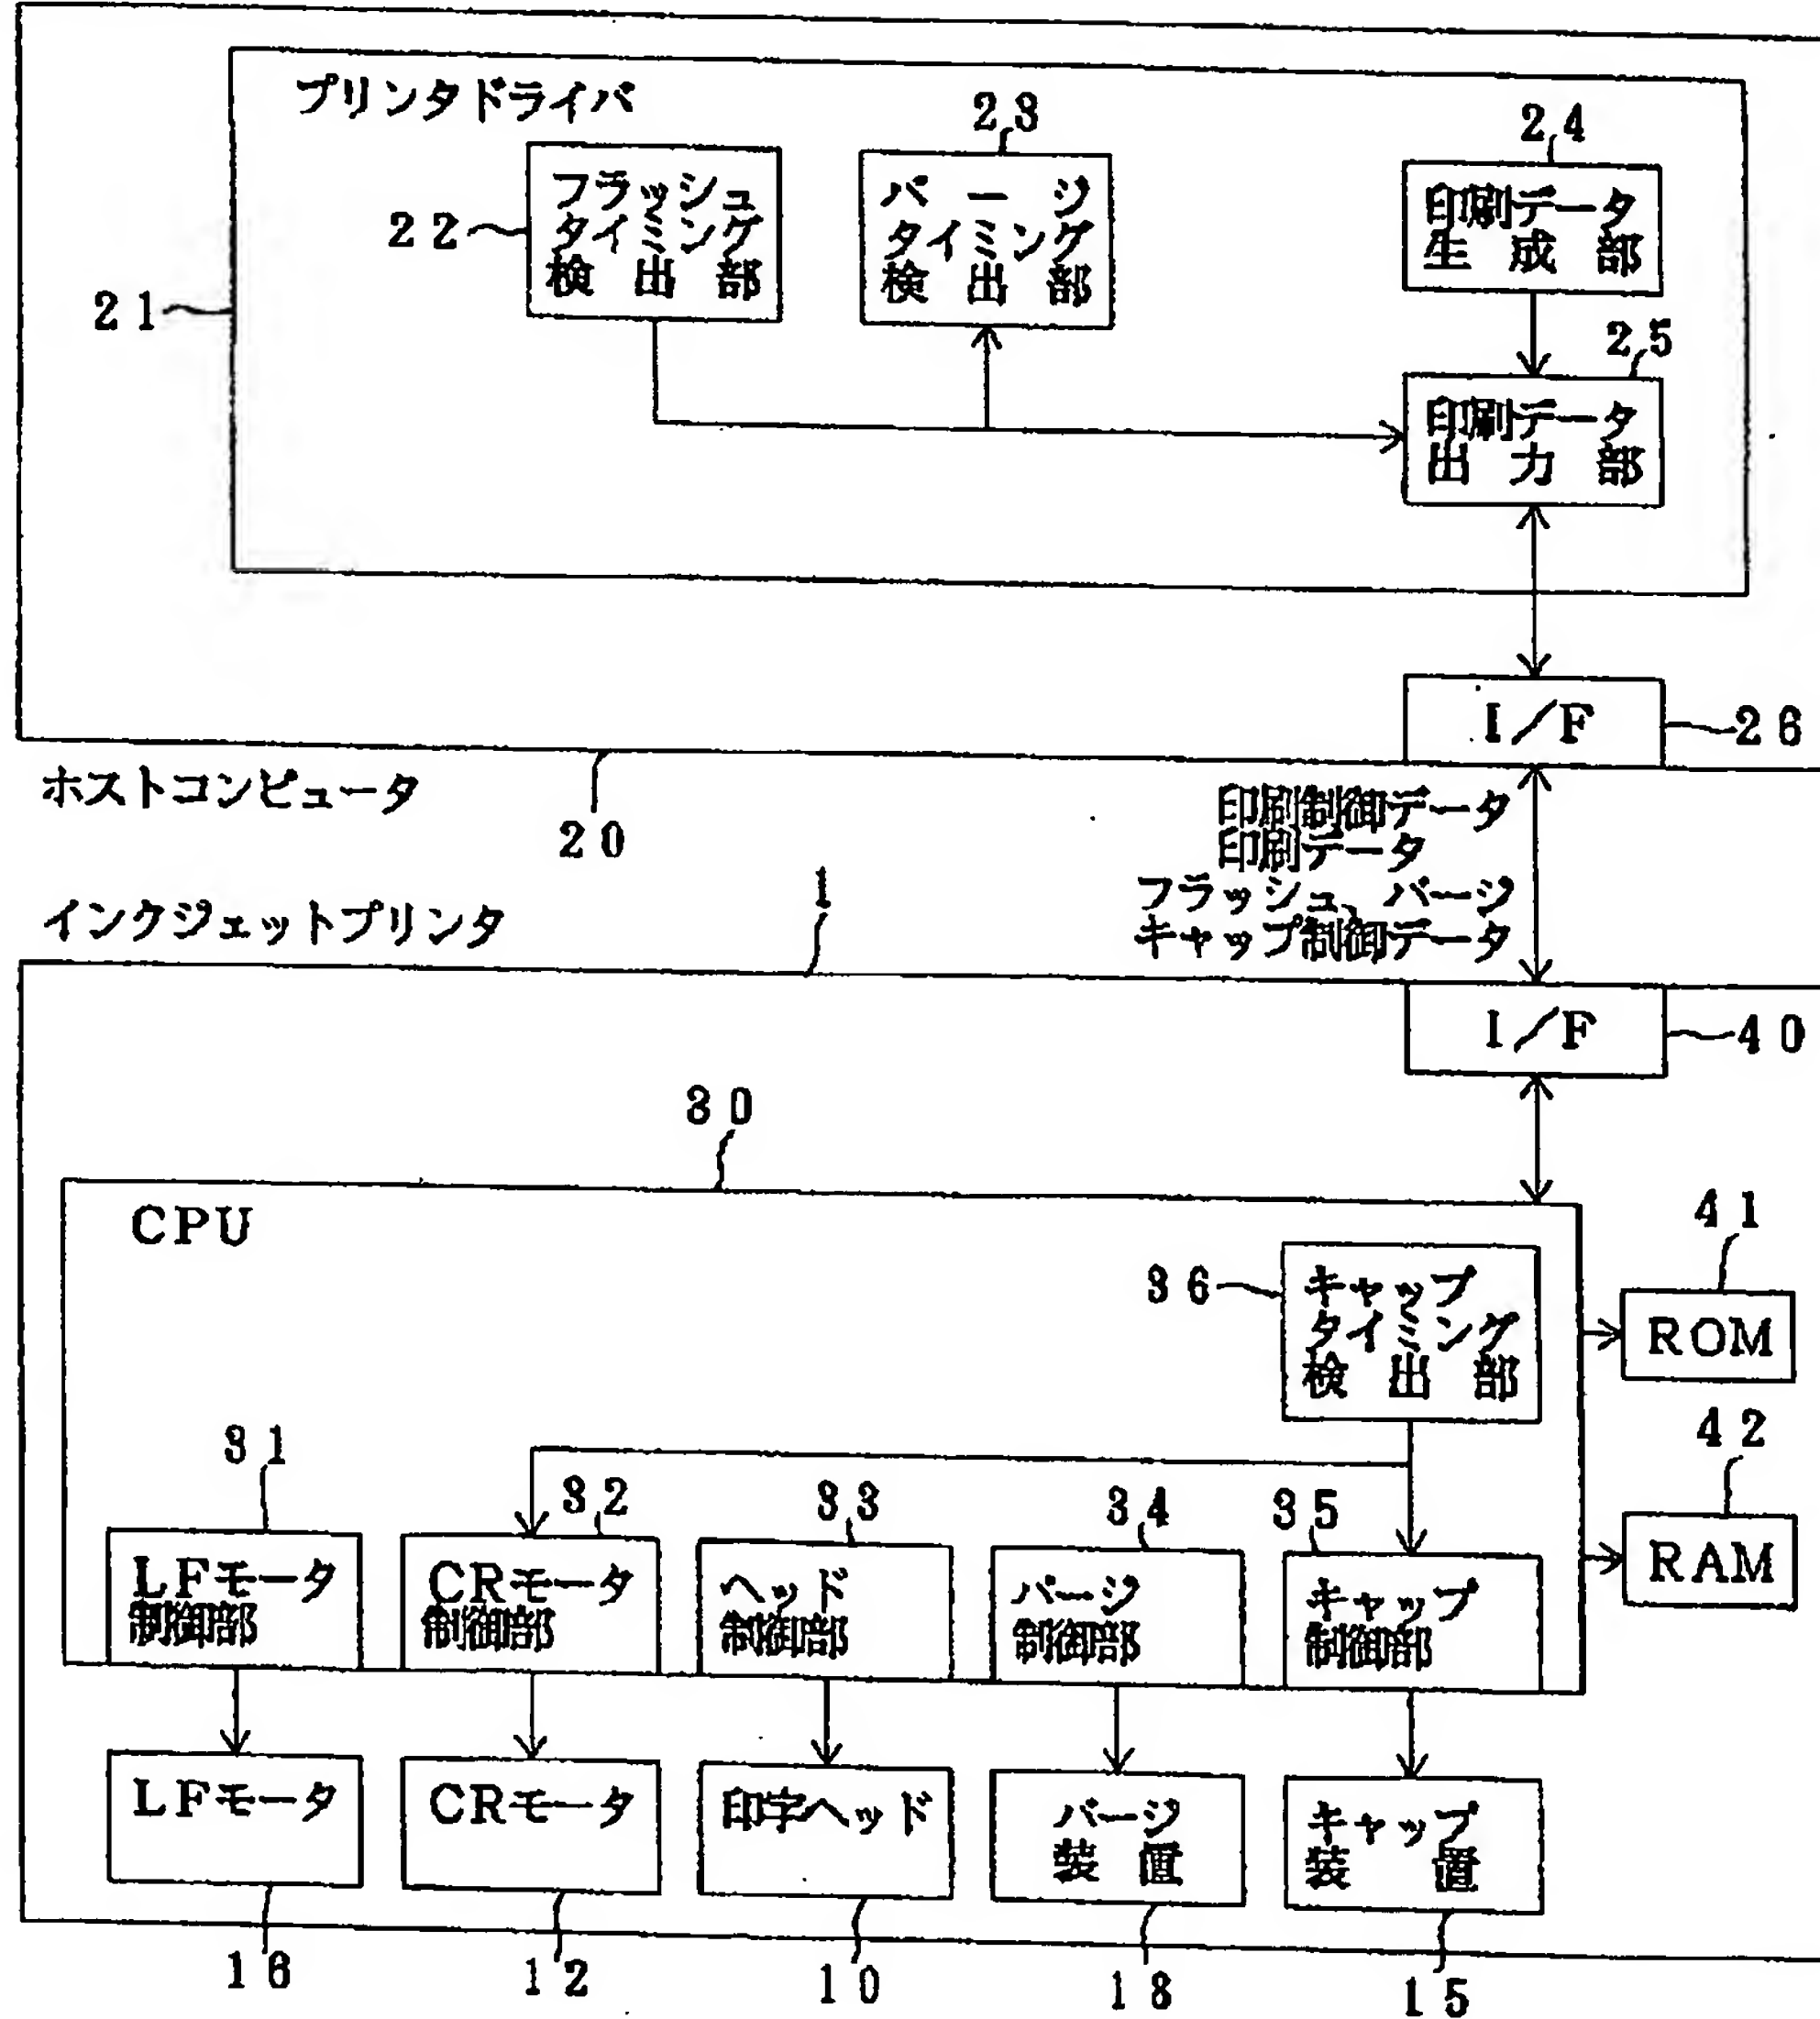 プリンタドライバ
23
24
フラッシュ
タイミング
検出部
22
パージ
タイミング
検出部
印刷データ
生成部
21
25
印刷データ
出力部
I/F
26
ホストコンピュータ
20
印刷制御データ
印刷データ
フラッシュ、パージ
キャップ制御データ
インクジェットプリンタ
1
I/F
40
30
CPU
41
36
キャップ
タイミング
検出部
ROM
42
31
32
33
34
35
RAM
LFモータ
制御部
CRモータ
制御部
ヘッド
制御部
パージ
制御部
キャップ
制御部
LFモータ
CRモータ
印字ヘッド
パージ
装置
キャップ
装置
16
12
10
18
15